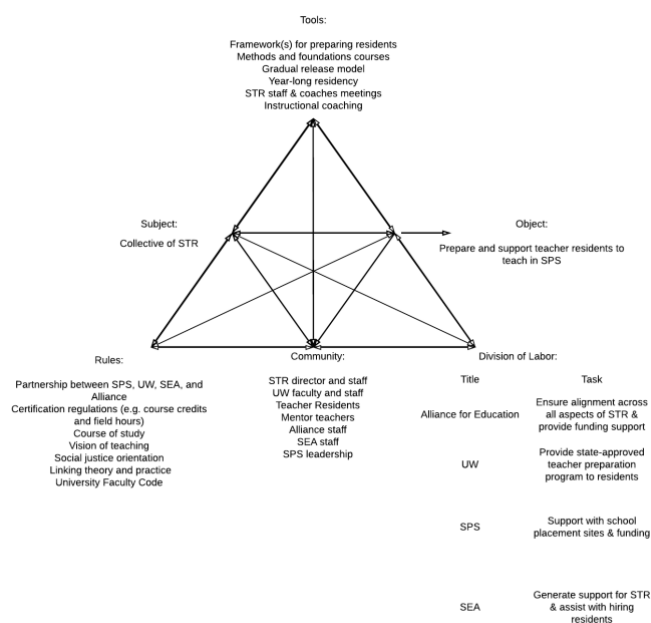 Tools:
Framework(s) for preparing residents
Methods and foundations courses
Gradual release model
Year-long residency
STR staff & coaches meetings
Instructional coaching
Subject:
Collective of STR
Object:
Prepare and support teacher residents to
teach in SPS
Rules:
Partnership between SPS, UW, SEA, and
Alliance
Certification regulations (e.g. course credits
and field hours)
Course of study
Vision of teaching
Social justice orientation
Linking theory and practice
University Faculty Code
Community:
STR director and staff
UW faculty and staff
Teacher Residents
Mentor teachers
Alliance staff
SEA staff
SPS leadership
Division of Labor:
Title
Task
Alliance for Education
Ensure alignment across
all aspects of STR &
provide funding support
UW
Provide state-approved
teacher preparation
program to residents
SPS
Support with school
placement sites & funding
SEA
Generate support for STR
& assist with hiring
residents